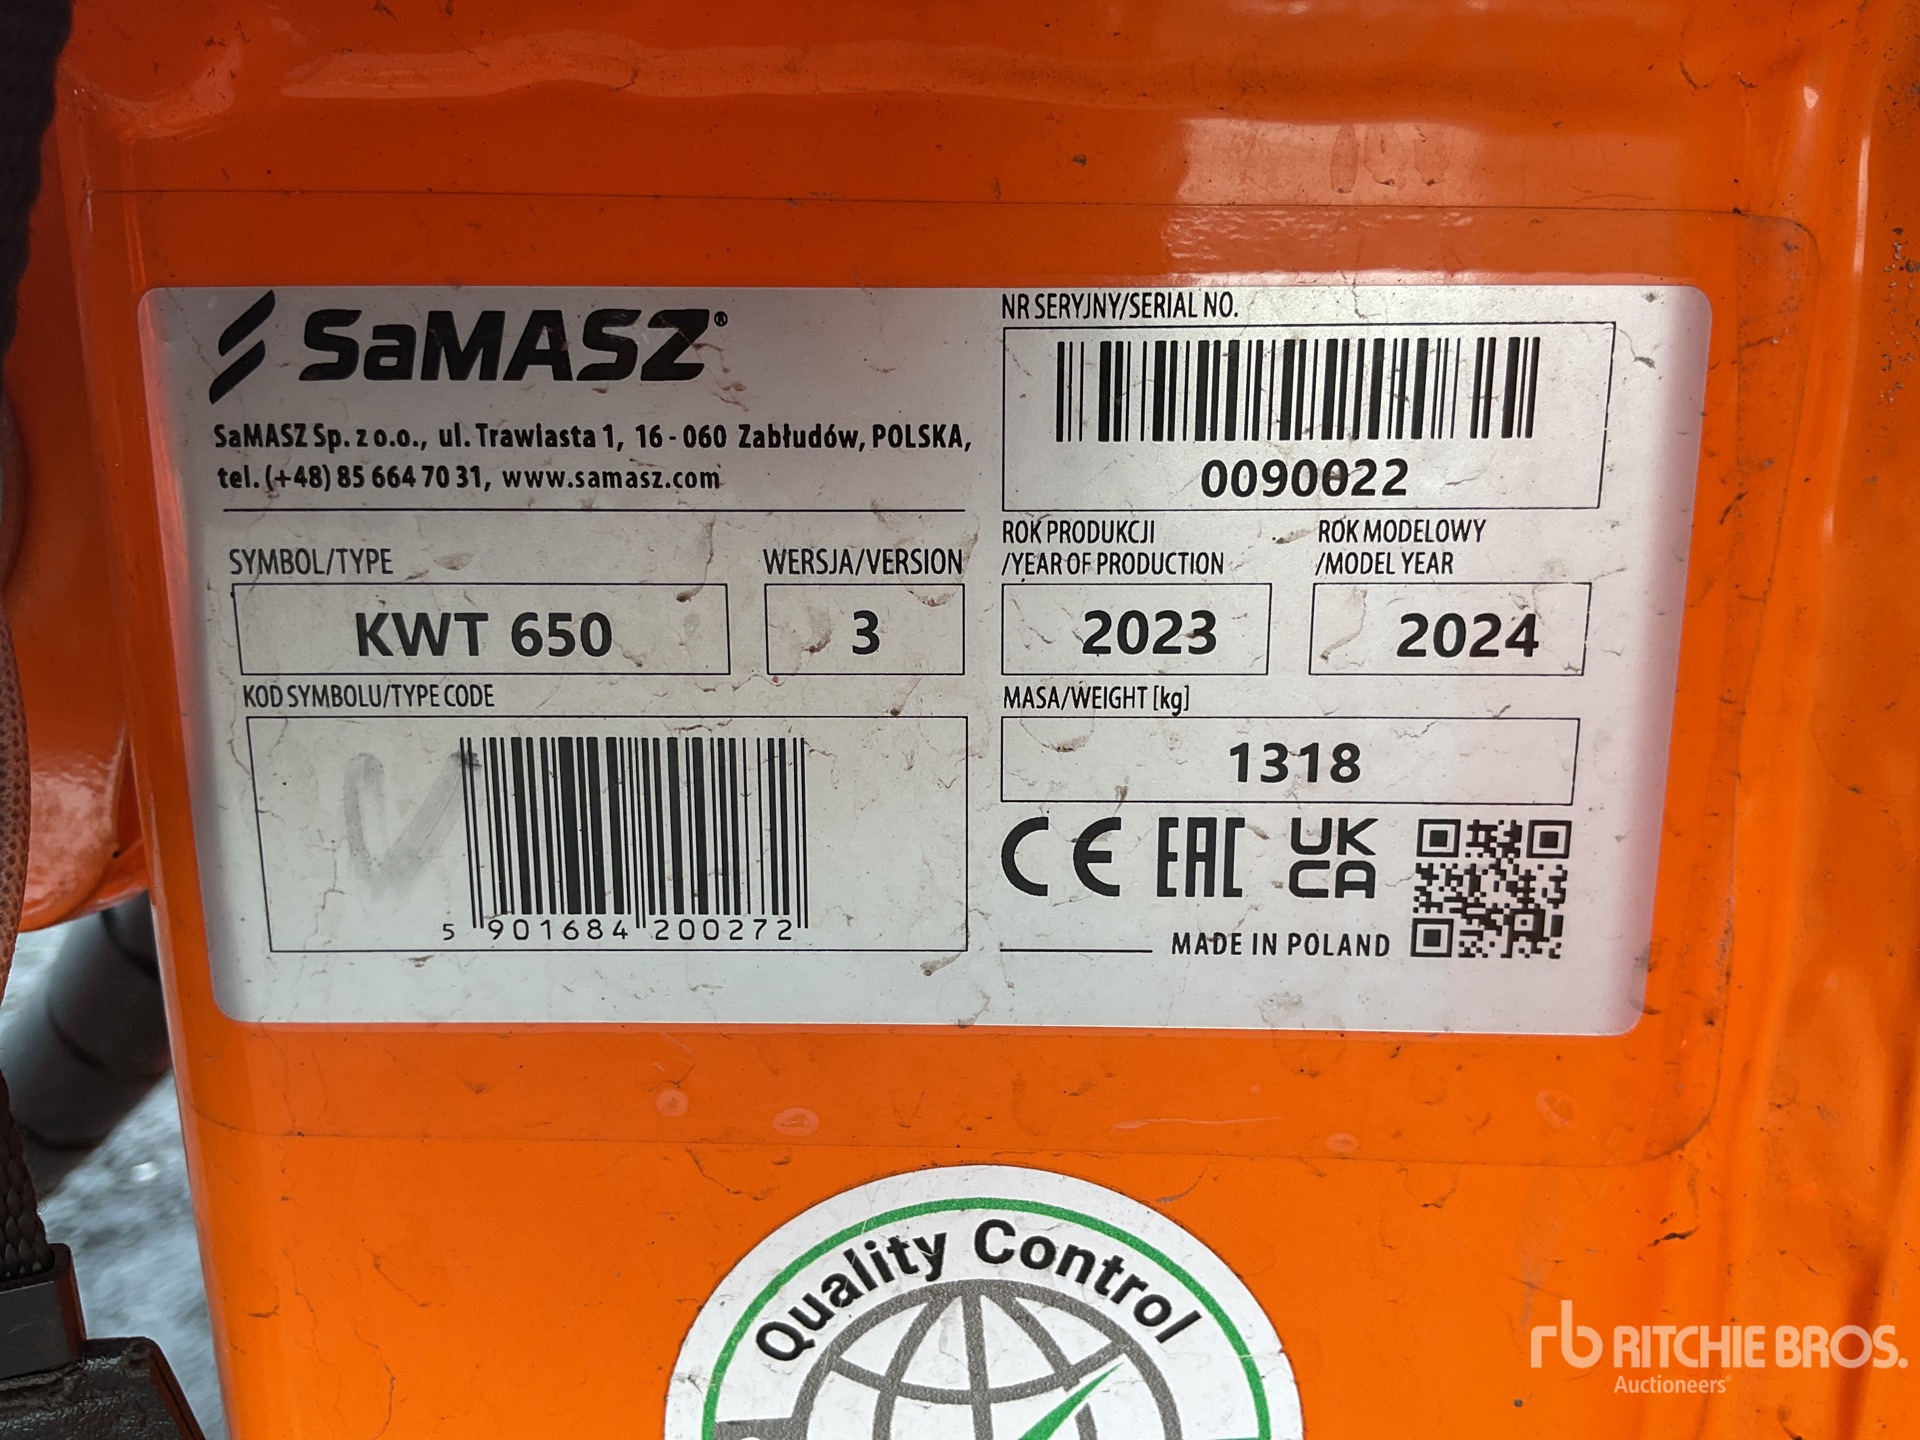 SaMASZ®
SaMASZ Sp. z o.o., ul. Trawiasta 1, 16 - 060 Zabłudów, POLSKA,
tel. (+48) 85 664 70 31, www.samasz.com
NR SERYJNY/SERIAL NO.
0090022
SYMBOL/TYPE
KWT 650
WERSJA/VERSION
3
ROK PRODUKCJI
/YEAR OF PRODUCTION
2023
ROK MODELOWY
/MODEL YEAR
2024
KOD SYMBOLU/TYPE CODE
5 901684 200272
MASA/WEIGHT [kg]
1318
CE EAC UK
CA
MADE IN POLAND
Quality Control
rb RITCHIE BROS.
Auctioneers